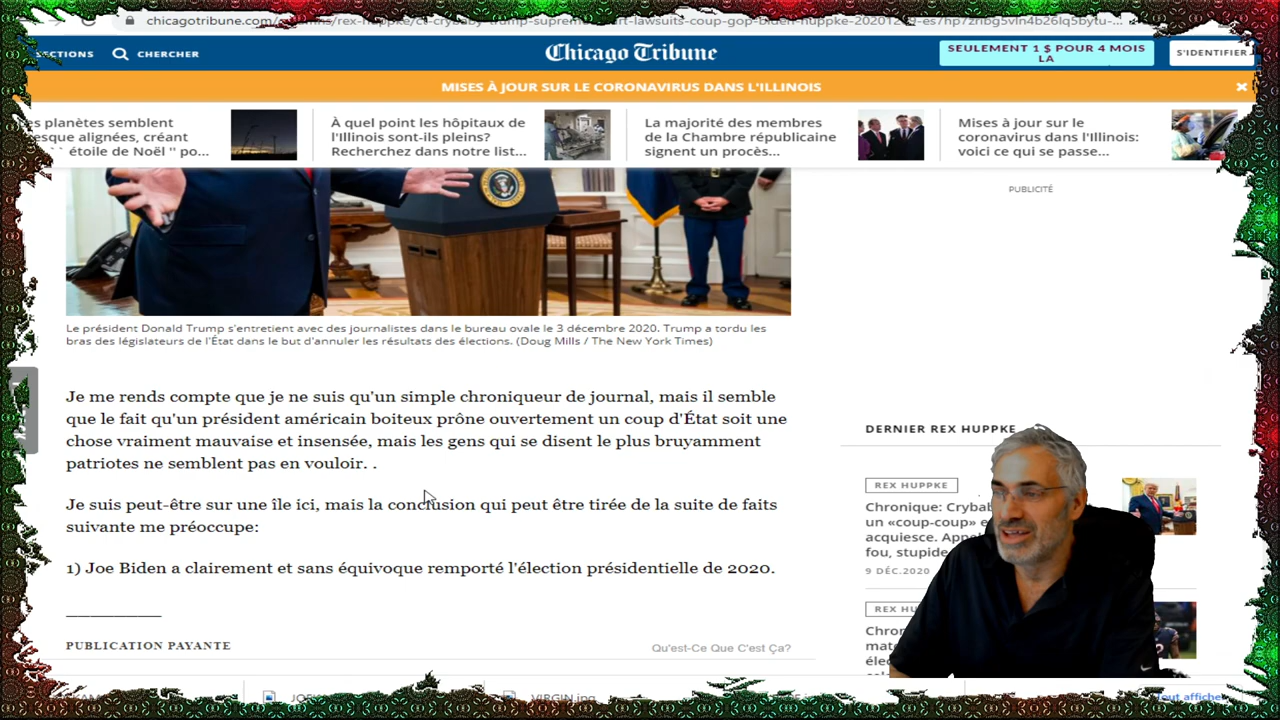 chicagotribune.com
SECTIONS
CHERCHER
Chicago Tribune
SEULEMENT 1 $ POUR 4 MOIS
LA
S'IDENTIFIER
MISES À JOUR SUR LE CORONAVIRUS DANS L'ILLINOIS
planètes semblent
alignées, créant
`` étoile de Noël '' po...
À quel point les hôpitaux de
l'Illinois sont-ils pleins?
Recherchez dans notre list...
La majorité des membres
de la Chambre républicaine
signent un procès...
Mises à jour sur le
coronavirus dans l'Illinois:
voici ce qui se passe...
PUBLICITÉ
Le président Donald Trump s'entretient avec des journalistes dans le bureau ovale le 3 décembre 2020. Trump a tordu les
bras des législateurs de l'État dans le but d'annuler les résultats des élections. (Doug Mills / The New York Times)
Je me rends compte que je ne suis qu'un simple chroniqueur de journal, mais il semble
que le fait qu'un président américain boiteux prône ouvertement un coup d'État soit une
chose vraiment mauvaise et insensée, mais les gens qui se disent le plus bruyamment
patriotes ne semblent pas en vouloir. .
Je suis peut-être sur une île ici, mais la conclusion qui peut être tirée de la suite de faits
suivante me préoccupe:
1) Joe Biden a clairement et sans équivoque remporté l'élection présidentielle de 2020.
PUBLICATION PAYANTE
Qu'est-Ce Que C'est Ça?
DERNIER REX HUPPKE
REX HUPPKE
Chronique:
un «coup-coup»
acquiesce.
fou, stupide
9 DÉC.2020
REX
VIRGIN.jpg
Tout affiche